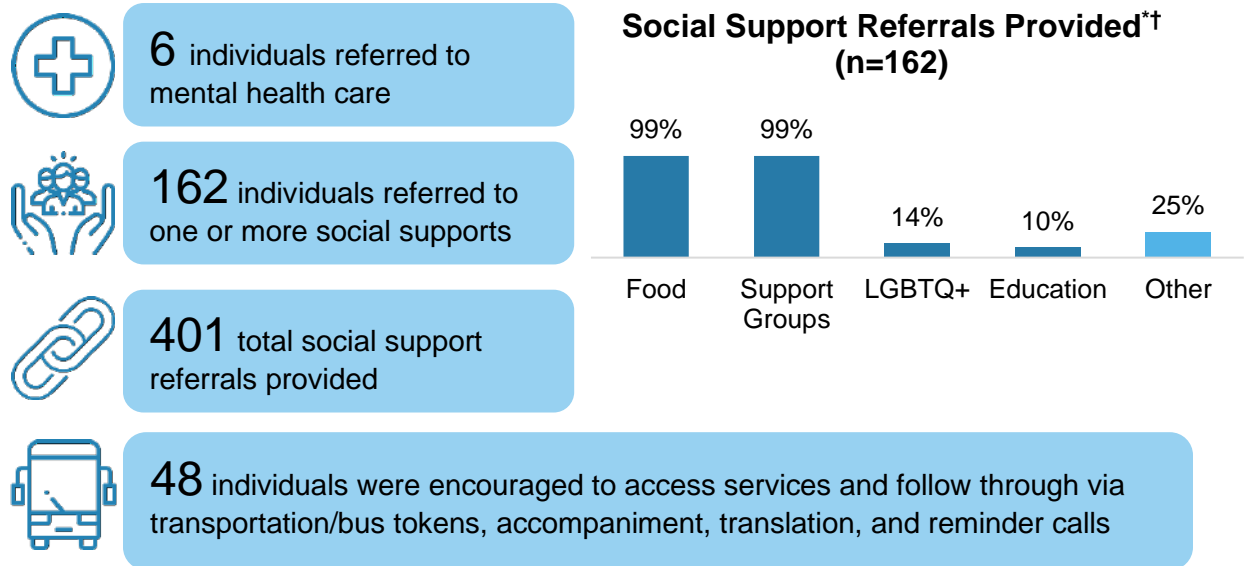 6 individuals referred to
mental health care
162 individuals referred to
one or more social supports
401 total social support
referrals provided
48 individuals were encouraged to access services and follow through via
transportation/bus tokens, accompaniment, translation, and reminder calls
Social Support Referrals Provided*†
(n=162)
99%
99%
14%
10%
25%
Food
Support
Groups
LGBTQ+
Education
Other